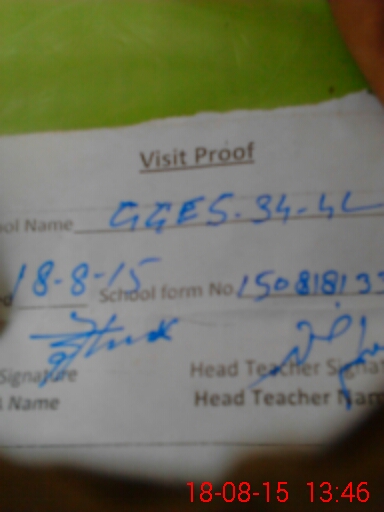 Visit Proof
ool Name GGES. 34-4L
18-8-15 School form No. 150818133
Signature Head Teacher Signa
Name Head Teacher Nam
18-08-15 13:46